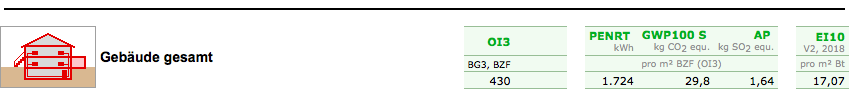 Gebäude gesamt
OI3
BG3, BZF
430
PENRT GWP100 S AP
kWh kg CO2 equ. kg SO2 equ.
pro m² BZF (OI3)
1.724 29,8 1,64
EI10
V2, 2018
pro m² Bt
17,07